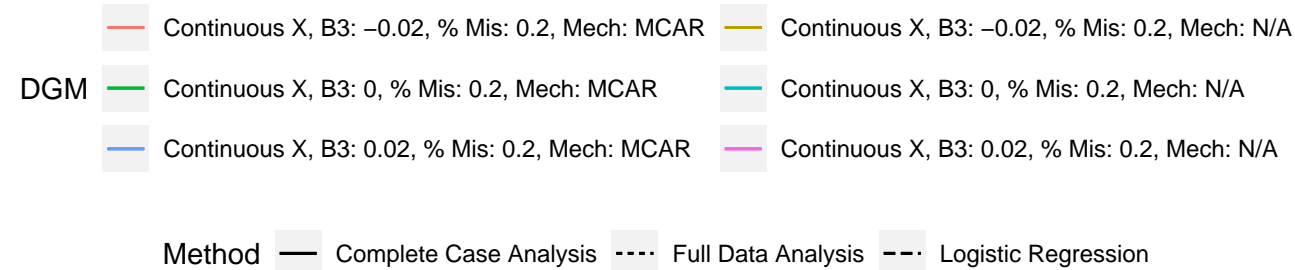 Continuous X, B3: −0.02, % Mis: 0.2, Mech: MCAR Continuous X, B3: −0.02, % Mis: 0.2, Mech: N/A
DGM Continuous X, B3: 0, % Mis: 0.2, Mech: MCAR Continuous X, B3: 0, % Mis: 0.2, Mech: N/A
Continuous X, B3: 0.02, % Mis: 0.2, Mech: MCAR Continuous X, B3: 0.02, % Mis: 0.2, Mech: N/A
Method Complete Case Analysis Full Data Analysis Logistic Regression